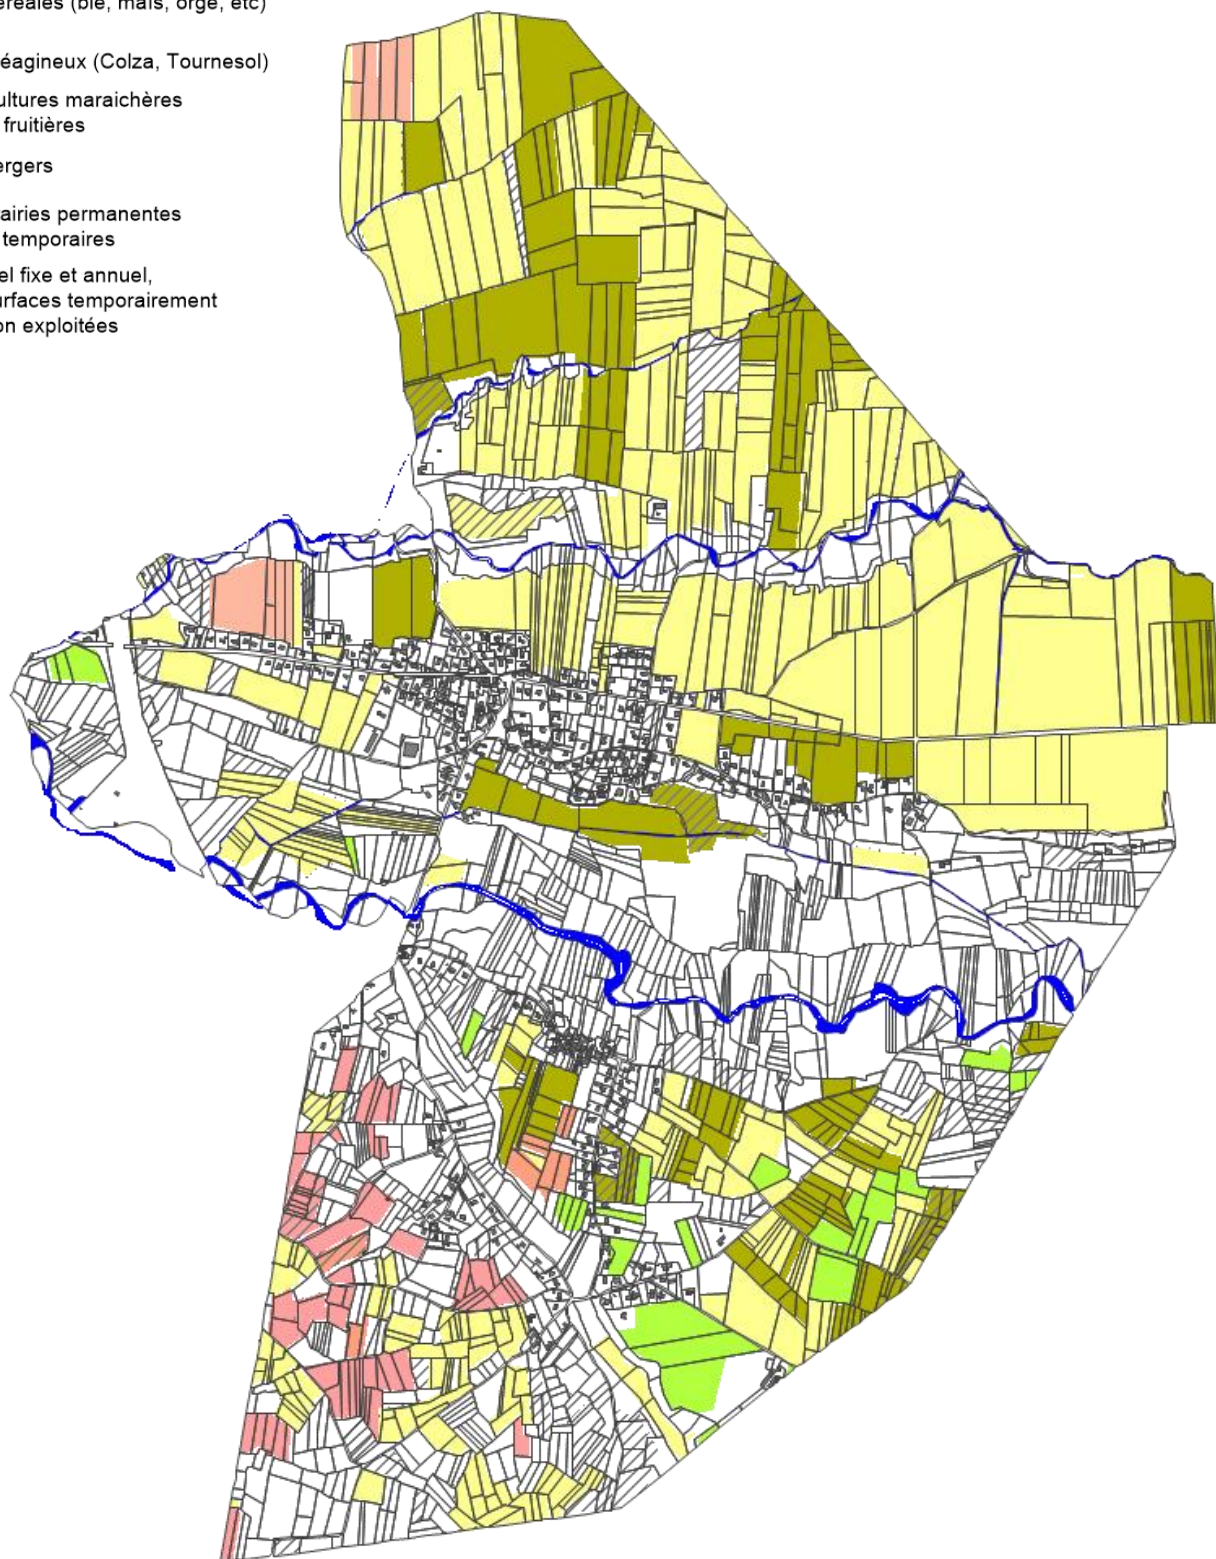 éréales (blé, maïs, orge, etc)
éagineux (Colza, Tournesol)
ultures maraichères
fruitières
ergers
rairies permanentes
temporaires
el fixe et annuel,
urfaces temporairement
on exploitées